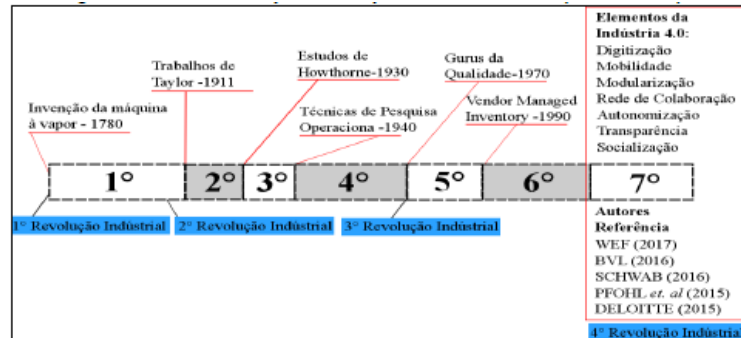 Elementos da
Indústria 4.0:
Digitização
Mobilidade
Modularização
Rede de Colaboração
Autonomização
Transparência
Socialização
Trabalhos de
Taylor -1911
Estudos de
Howthorne-1930
Gurus da
Qualidade-1970
Invenção da máquina
à vapor - 1780
Técnicas de Pesquisa
Operaciona -1940
Vendor Managed
Inventory -1990
1° 2° 3° 4° 5° 6° 7°
1° Revolução Indústrial 2° Revolução Indústrial 3° Revolução Indústrial
Autores
Referência
WEF (2017)
BVL (2016)
SCHWAB (2016)
PFOHL et. al (2015)
DELOITTE (2015)
4° Revolução Indústrial